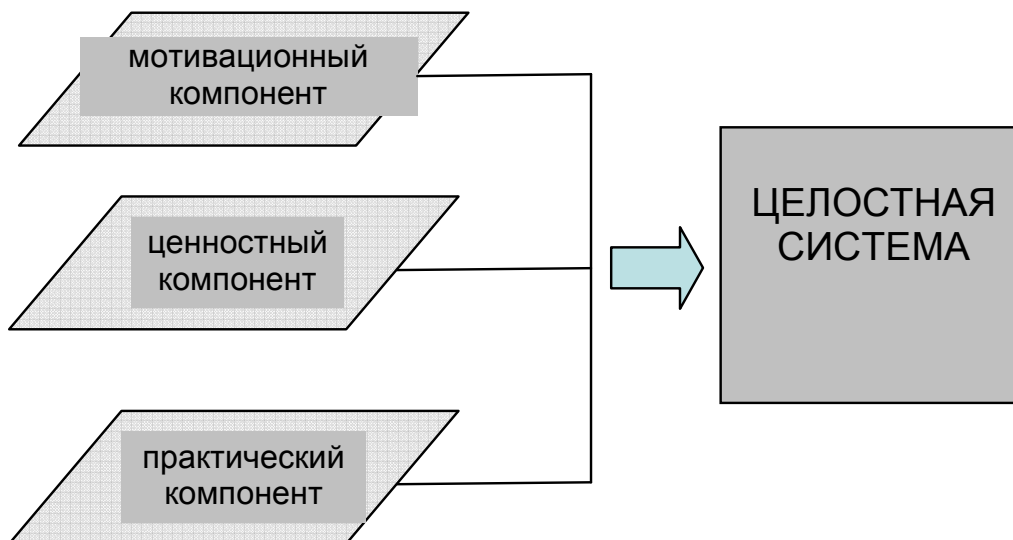 мотивационный
компонент
ценностный
компонент
практический
компонент
ЦЕЛОСТНАЯ
СИСТЕМА